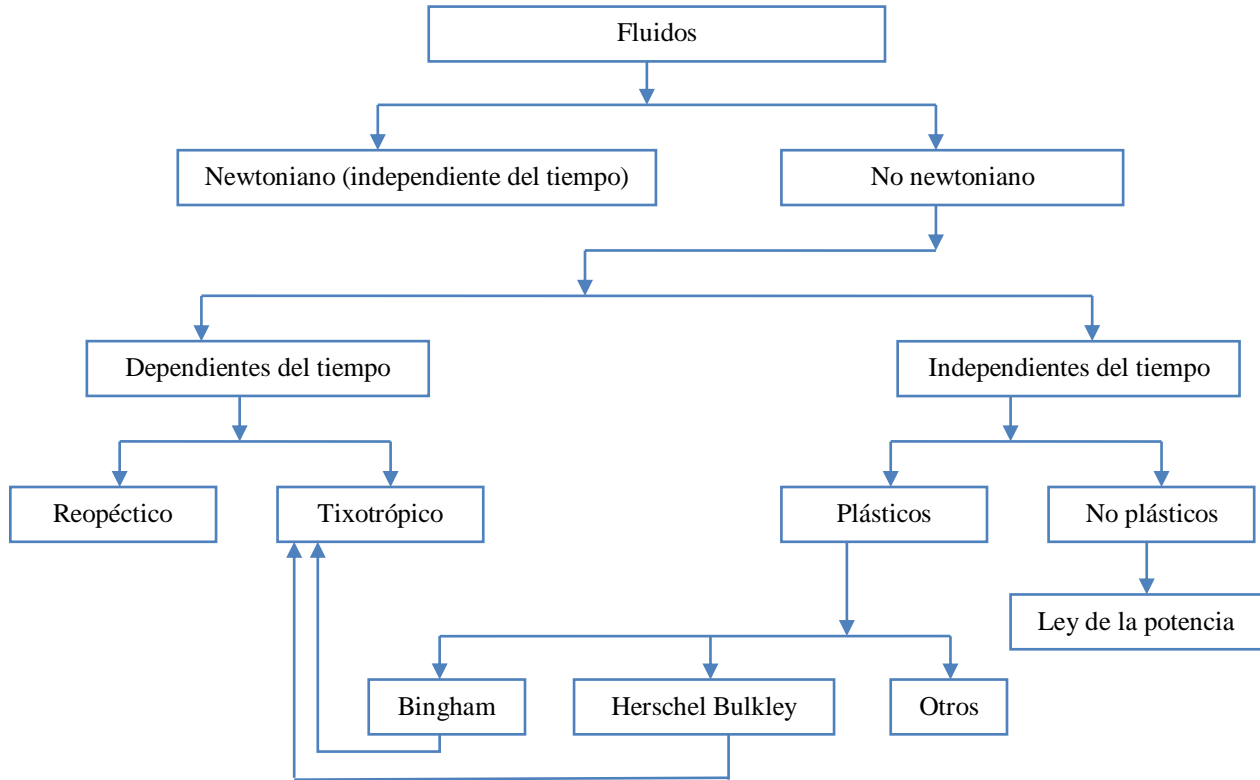 Fluidos
Newtoniano (independiente del tiempo)
No newtoniano
Dependientes del tiempo
Independientes del tiempo
Reopéctico
Tixotrópico
Plásticos
No plásticos
Ley de la potencia
Bingham
Herschel Bulkley
Otros